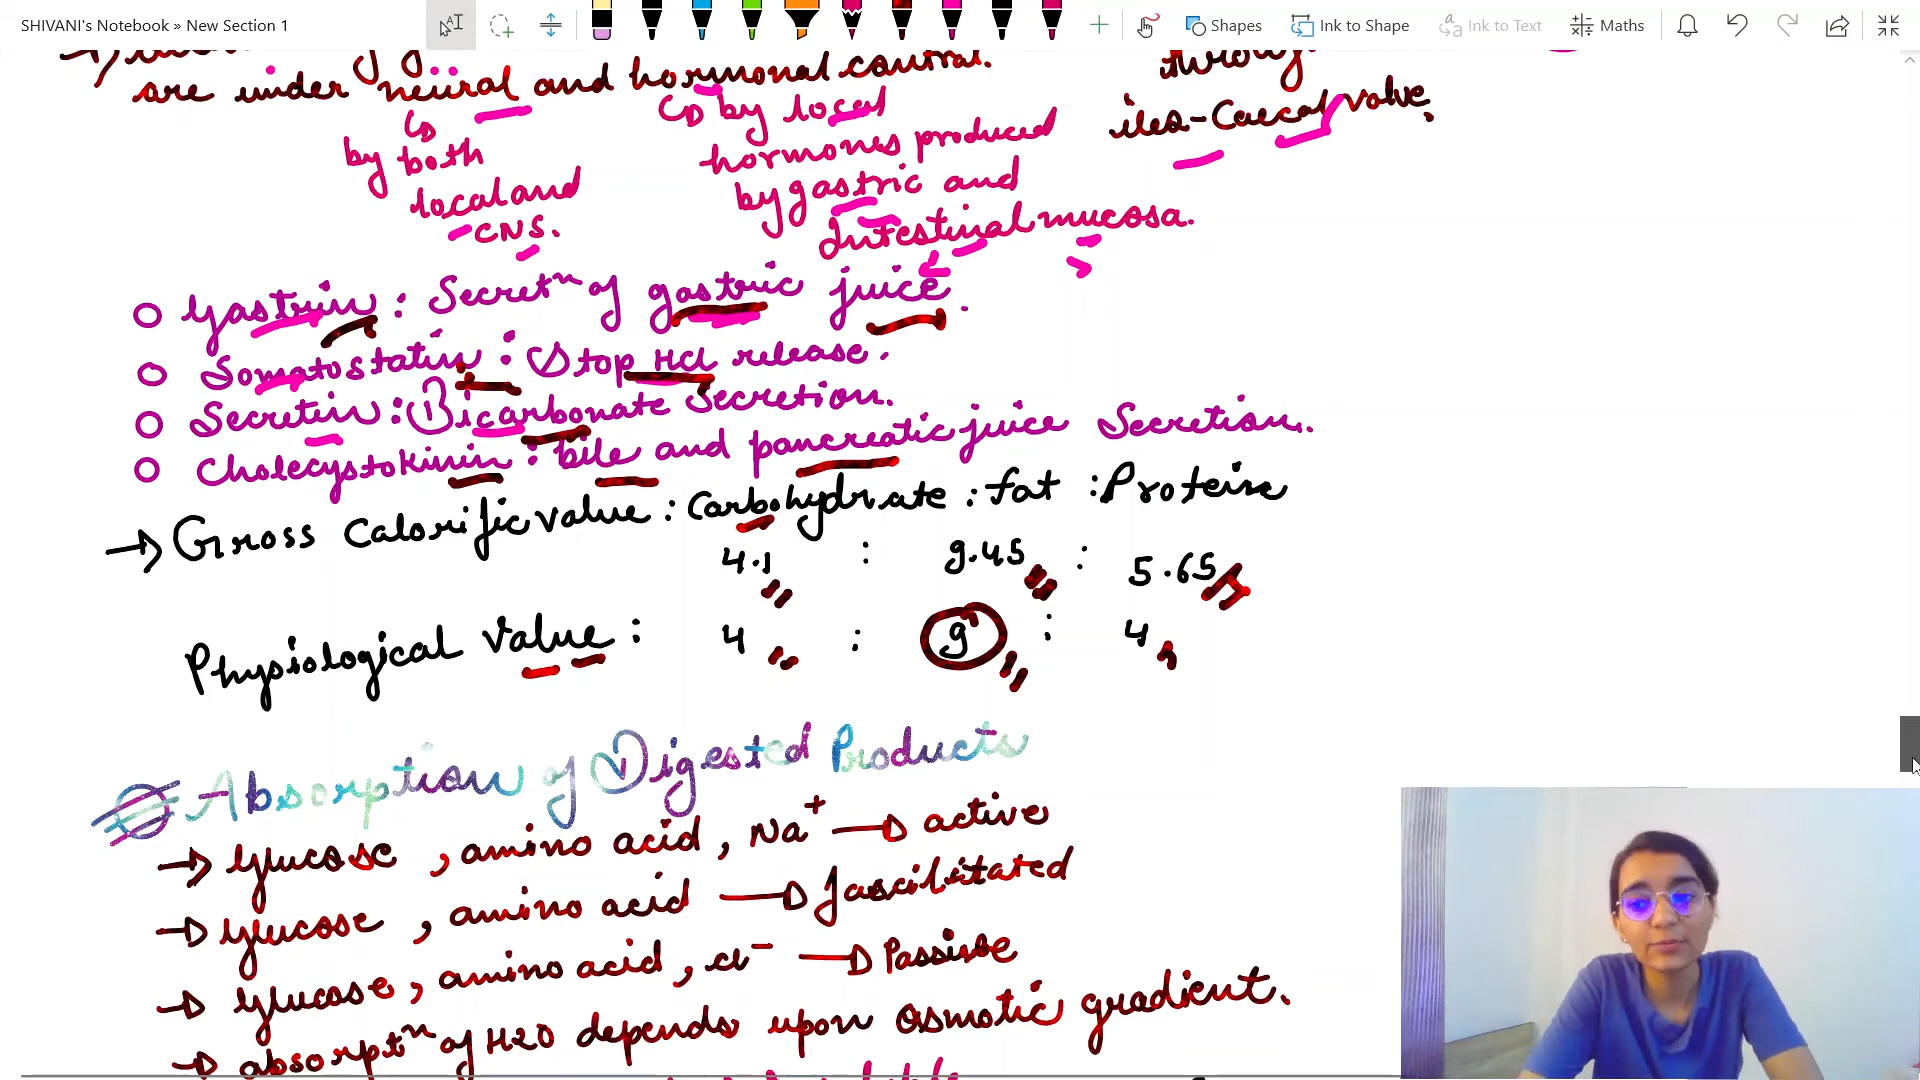 SHIVANI's Notebook » New Section 1
Shapes
Ink to Shape
Ink to Text
Maths
are under neural and hormonal control.
by both
local and
CNS.
by local
hormones produced
by gastric and
Intestinal mucosa.
ileo-Caecal valve.
Gastrin : Secretⁿ of gastric juice.
Somatostatin : Stop HCl release.
Secretin : Bicarbonate Secretion.
Cholecystokinin : bile and pancreatic juice Secretion.
→ Gross Calorific value : Carbohydrate : fat : Protein
4.1 : 9.45 : 5.65
Physiological Value : 4 : 9 : 4
Absorption of Digested Products
→ Glucose, amino acid, Na⁺ → active
→ Glucose, amino acid → fascilitated
→ Glucose, amino acid, Cl⁻ → Passive
→ absorptⁿ of H2O depends upon Osmotic gradient.